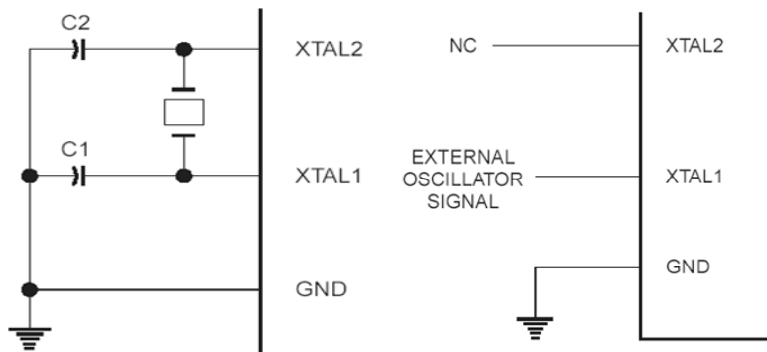 C2
XTAL2
C1
XTAL1
GND
NC
XTAL2
EXTERNAL
OSCILLATOR
SIGNAL
XTAL1
GND